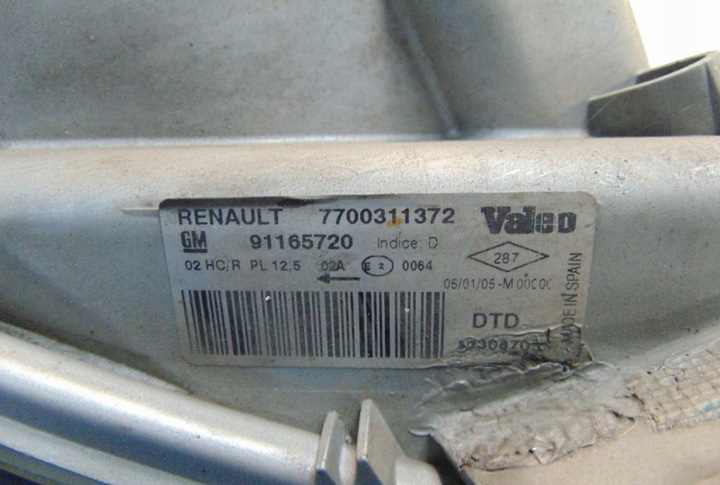 RENAULT 7700311372 Valeo
GM 91165720 Indice: D
287
02 HC/R PL 12,5 02A E 2 0064
05/01/05-M
DTD
MADE IN SPAIN